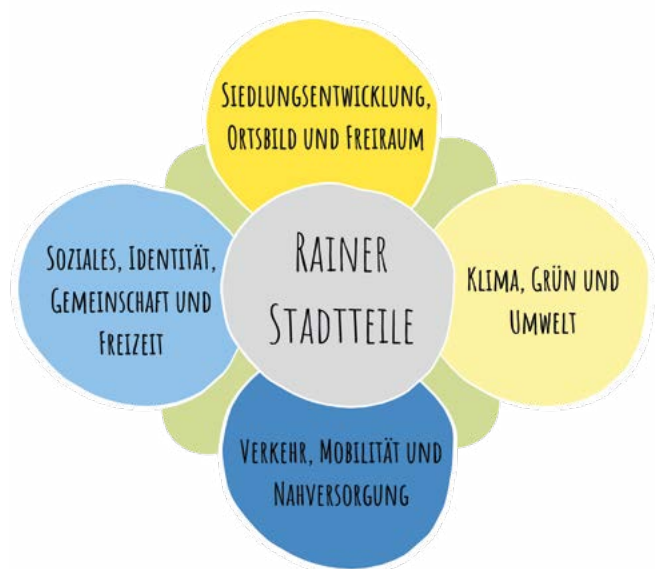 SIEDLUNGSENTWICKLUNG,
ORTSBILD UND FREIRAUM
SOZIALES, IDENTITÄT,
GEMEINSCHAFT UND
FREIZEIT
RAINER
STADTTEILE
KLIMA, GRÜN UND
UMWELT
VERKEHR, MOBILITÄT UND
NAHVERSORGUNG